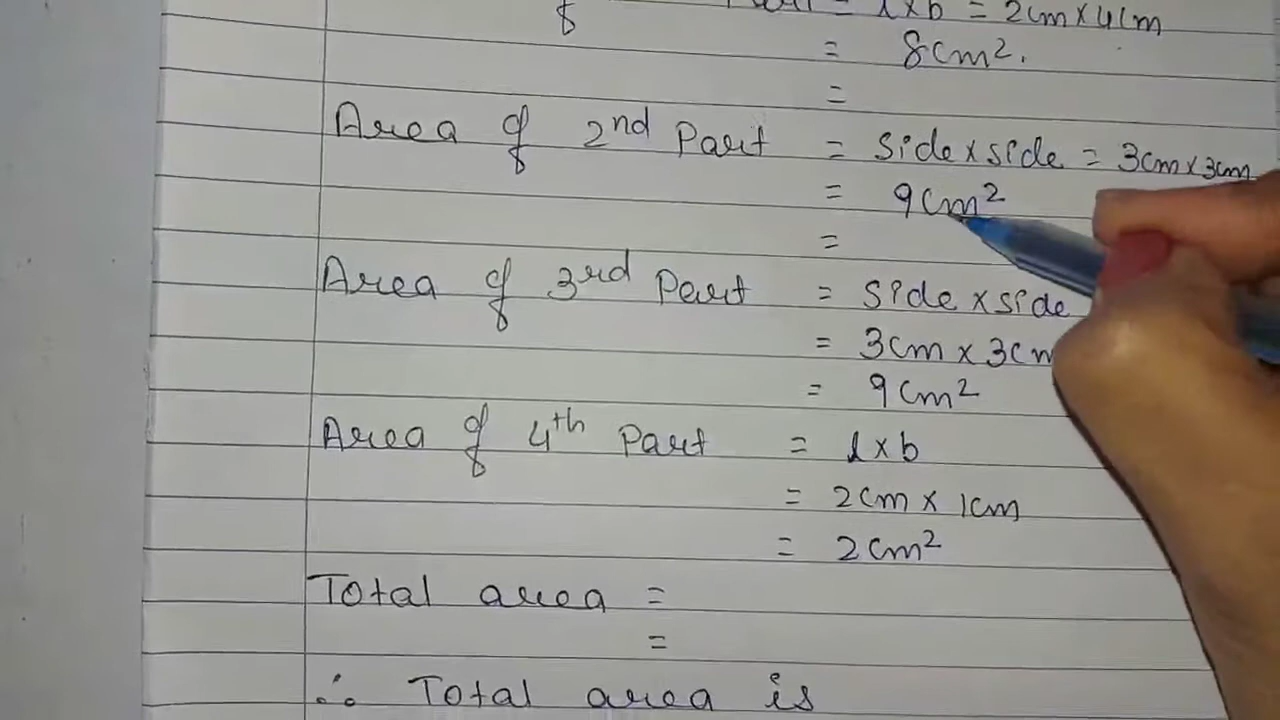 = l×b = 2cm×4cm
= 8cm².
=
Area of 2nd Part = side×side = 3cm×3cm
= 9cm²
=
Area of 3rd Part = side×side
= 3cm × 3cm
= 9cm²
Area of 4th Part = l×b
= 2cm × 1cm
= 2cm²
Total area =
=
∴ Total area is